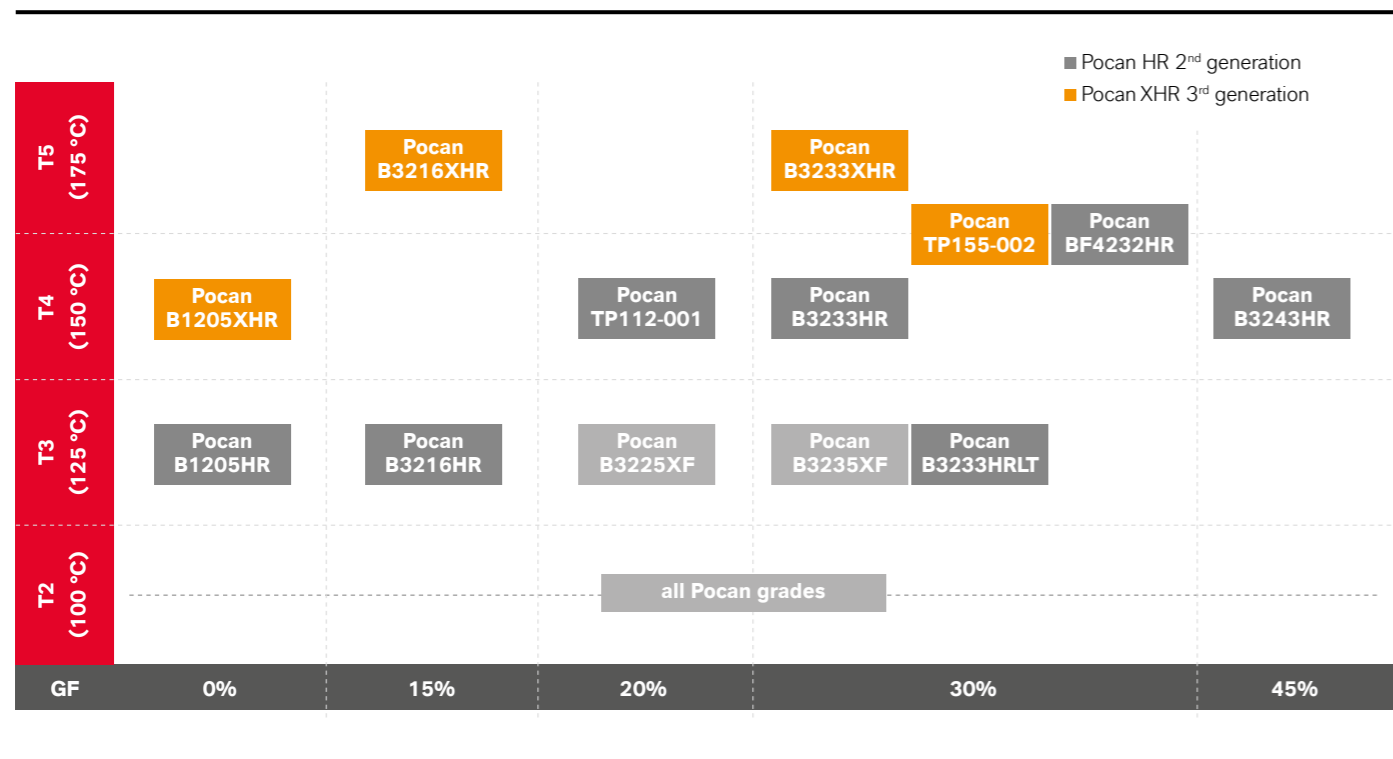 Pocan HR 2nd generation
Pocan XHR 3rd generation
T5
(175 °C)
Pocan
B3216XHR
Pocan
B3233XHR
Pocan
TP155-002
Pocan
BF4232HR
T4
(150 °C)
Pocan
B1205XHR
Pocan
TP112-001
Pocan
B3233HR
Pocan
B3243HR
T3
(125 °C)
Pocan
B1205HR
Pocan
B3216HR
Pocan
B3225XF
Pocan
B3235XF
Pocan
B3233HRLT
T2
(100 °C)
all Pocan grades
GF 0% 15% 20% 30% 45%